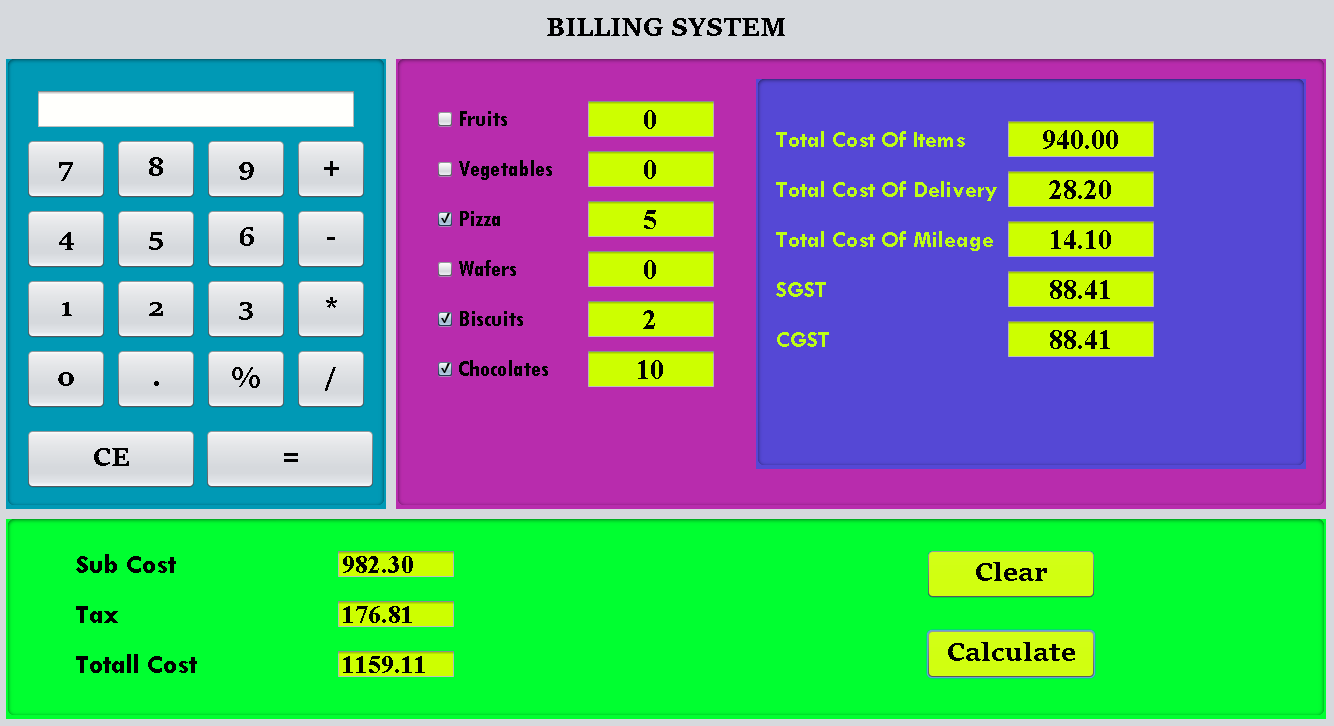 BILLING SYSTEM
7 8 9 +
4 5 6 -
1 2 3 *
0 . % /
CE =
Fruits 0
Vegetables 0
Pizza 5
Wafers 0
Biscuits 2
Chocolates 10
Total Cost Of Items 940.00
Total Cost Of Delivery 28.20
Total Cost Of Mileage 14.10
SGST 88.41
CGST 88.41
Sub Cost 982.30
Tax 176.81
Totall Cost 1159.11
Clear
Calculate